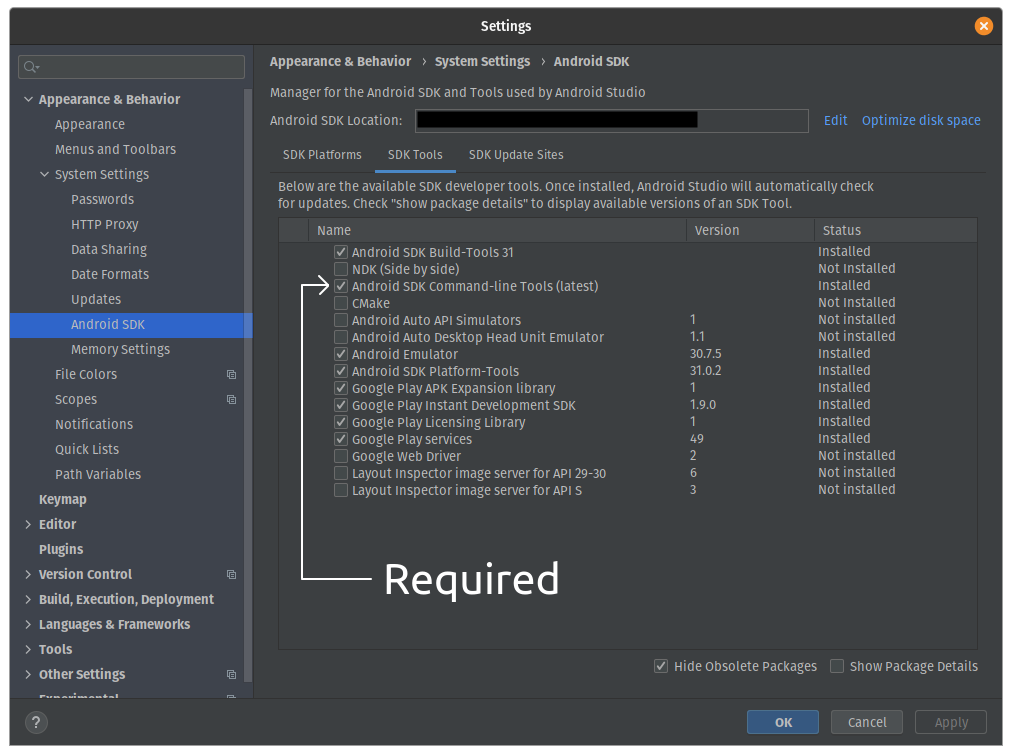 Settings
Appearance & Behavior › System Settings › Android SDK
Manager for the Android SDK and Tools used by Android Studio
Android SDK Location: Edit Optimize disk space
SDK Platforms SDK Tools SDK Update Sites
Below are the available SDK developer tools. Once installed, Android Studio will automatically check
for updates. Check "show package details" to display available versions of an SDK Tool.
Name Version Status
Android SDK Build-Tools 31 Installed
NDK (Side by side) Not Installed
Android SDK Command-line Tools (latest) Installed
CMake Not Installed
Android Auto API Simulators 1 Not installed
Android Auto Desktop Head Unit Emulator 1.1 Not installed
Android Emulator 30.7.5 Installed
Android SDK Platform-Tools 31.0.2 Installed
Google Play APK Expansion library 1 Installed
Google Play Instant Development SDK 1.9.0 Installed
Google Play Licensing Library 1 Installed
Google Play services 49 Installed
Google Web Driver 2 Not installed
Layout Inspector image server for API 29-30 6 Not installed
Layout Inspector image server for API S 3 Not installed
Required
Hide Obsolete Packages Show Package Details
Appearance & Behavior
Appearance
Menus and Toolbars
System Settings
Passwords
HTTP Proxy
Data Sharing
Date Formats
Updates
Android SDK
Memory Settings
File Colors
Scopes
Notifications
Quick Lists
Path Variables
Keymap
Editor
Plugins
Version Control
Build, Execution, Deployment
Languages & Frameworks
Tools
Other Settings
Experimental
? OK Cancel Apply